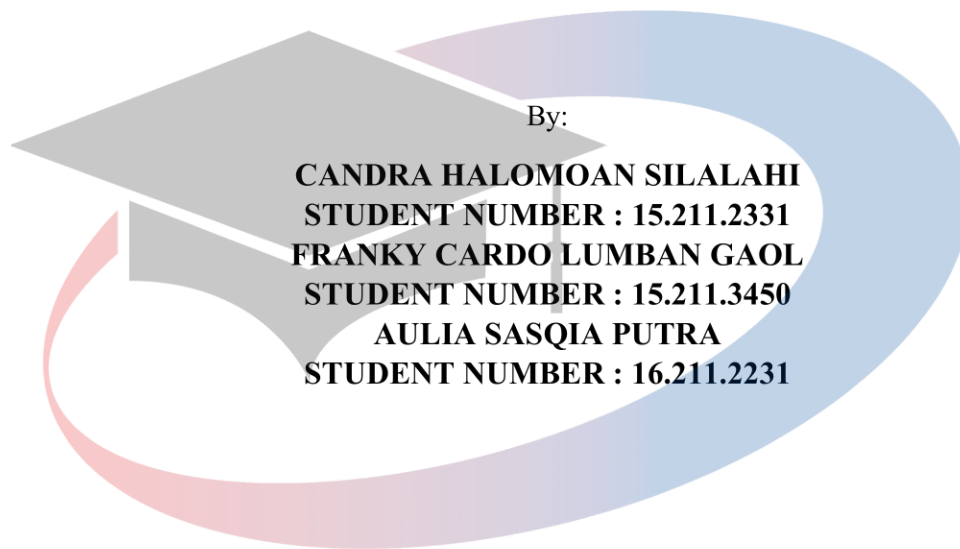 By:
CANDRA HALOMOAN SILALAHI
STUDENT NUMBER : 15.211.2331
FRANKY CARDO LUMBAN GAOL
STUDENT NUMBER : 15.211.3450
AULIA SASQIA PUTRA
STUDENT NUMBER : 16.211.2231